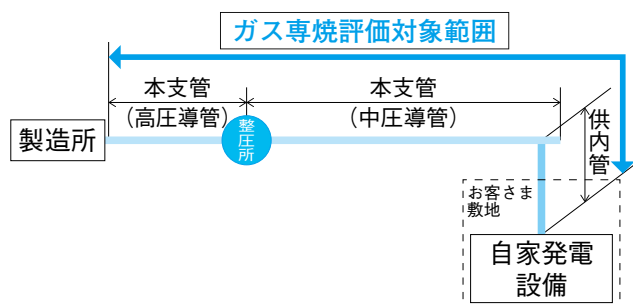 ガス専焼評価対象範囲
本支管
(高圧導管)
本支管
(中圧導管)
製造所
整圧所
供内管
お客さま
敷地
自家発電
設備